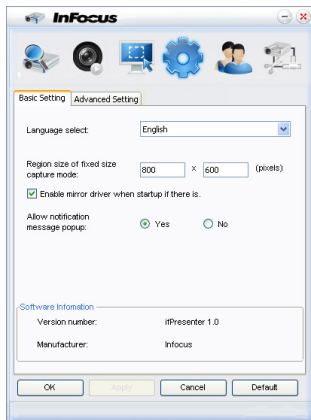 InFocus
Basic Setting Advanced Setting
Language select: English
Region size of fixed size capture mode: 800 x 600 (pixels)
Enable mirror driver when startup if there is.
Allow notification message popup: Yes No
Software Infomation
Version number: ifPresenter 1.0
Manufacturer: Infocus
OK Apply Cancel Default